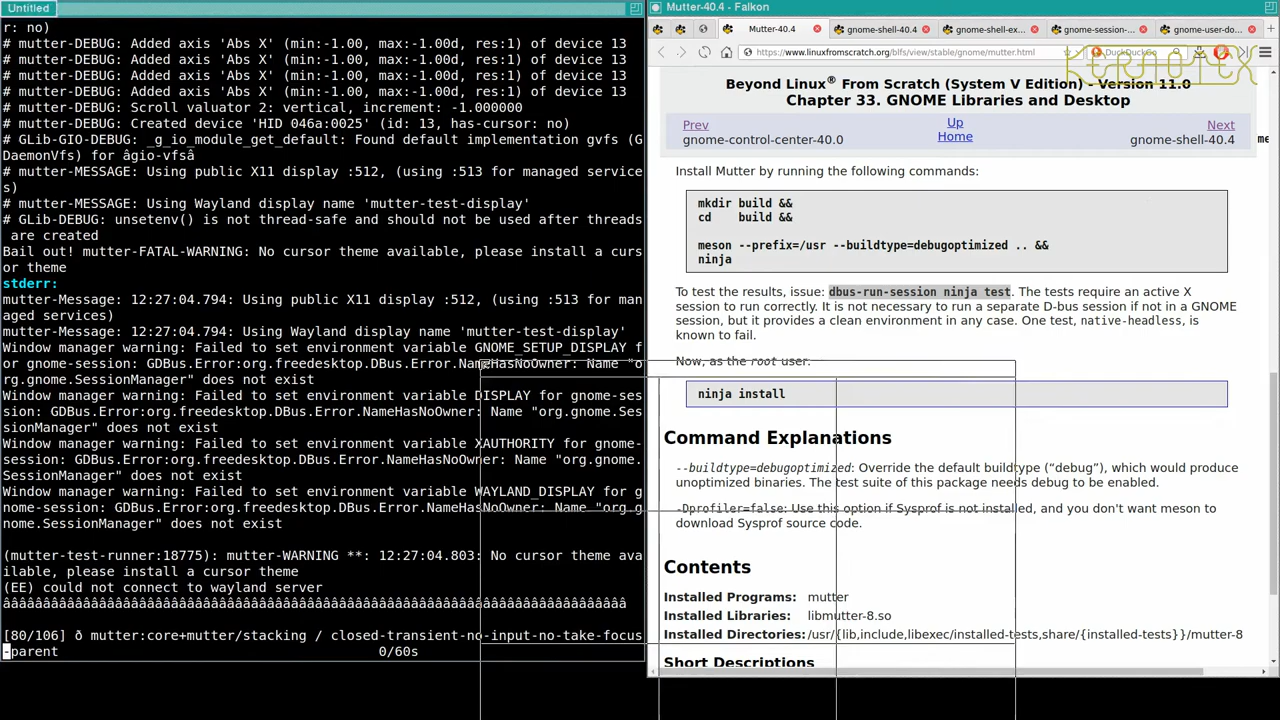 Untitled
r: no)
# mutter-DEBUG: Added axis 'Abs X' (min:-1.00, max:-1.00d, res:1) of device 13
# mutter-DEBUG: Added axis 'Abs X' (min:-1.00, max:-1.00d, res:1) of device 13
# mutter-DEBUG: Added axis 'Abs X' (min:-1.00, max:-1.00d, res:1) of device 13
# mutter-DEBUG: Added axis 'Abs X' (min:-1.00, max:-1.00d, res:1) of device 13
# mutter-DEBUG: Scroll valuator 2: vertical, increment: -1.000000
# mutter-DEBUG: Created device 'HID 046a:0025' (id: 13, has-cursor: no)
# GLib-GIO-DEBUG: _g_io_module_get_default: Found default implementation gvfs (G
DaemonVfs) for âgio-vfsâ
# mutter-MESSAGE: Using public X11 display :512, (using :513 for managed service
s)
# mutter-MESSAGE: Using Wayland display name 'mutter-test-display'
# GLib-DEBUG: unsetenv() is not thread-safe and should not be used after threads
 are created
Bail out! mutter-FATAL-WARNING: No cursor theme available, please install a curs
or theme
stderr:
mutter-Message: 12:27:04.794: Using public X11 display :512, (using :513 for man
aged services)
mutter-Message: 12:27:04.794: Using Wayland display name 'mutter-test-display'
Window manager warning: Failed to set environment variable GNOME_SETUP_DISPLAY f
or gnome-session: GDBus.Error:org.freedesktop.DBus.Error.NameHasNoOwner: Name "o
rg.gnome.SessionManager" does not exist
Window manager warning: Failed to set environment variable DISPLAY for gnome-ses
sion: GDBus.Error:org.freedesktop.DBus.Error.NameHasNoOwner: Name "org.gnome.Ses
sionManager" does not exist
Window manager warning: Failed to set environment variable XAUTHORITY for gnome-
session: GDBus.Error:org.freedesktop.DBus.Error.NameHasNoOwner: Name "org.gnome.
SessionManager" does not exist
Window manager warning: Failed to set environment variable WAYLAND_DISPLAY for g
nome-session: GDBus.Error:org.freedesktop.DBus.Error.NameHasNoOwner: Name "org.g
nome.SessionManager" does not exist
(mutter-test-runner:18775): mutter-WARNING **: 12:27:04.803: No cursor theme ava
ilable, please install a cursor theme
(EE) could not connect to wayland server
ââââââââââââââââââââââââââââââââââââââââââââââââââââââââââââââââââââââââââââââ
[80/106] ð mutter:core+mutter/stacking / closed-transient-no-input-no-take-focus
-parent 0/60s
Mutter-40.4 - Falkon
Mutter-40.4
gnome-shell-40.4
gnome-shell-ex...
gnome-session-...
gnome-user-do...
https://www.linuxfromscratch.org/blfs/view/stable/gnome/mutter.html
DuckDuckGo
KERNOTEX
Beyond Linux® From Scratch (System V Edition) - Version 11.0
Chapter 33. GNOME Libraries and Desktop
Prev Up Next
gnome-control-center-40.0 Home gnome-shell-40.4
Install Mutter by running the following commands:
mkdir build &&
cd    build &&
meson --prefix=/usr --buildtype=debugoptimized .. &&
ninja
To test the results, issue: dbus-run-session ninja test. The tests require an active X
session to run correctly. It is not necessary to run a separate D-bus session if not in a GNOME
session, but it provides a clean environment in any case. One test, native-headless, is
known to fail.
Now, as the root user:
ninja install
Command Explanations
--buildtype=debugoptimized: Override the default buildtype (“debug”), which would produce
unoptimized binaries. The test suite of this package needs debug to be enabled.
-Dprofiler=false: Use this option if Sysprof is not installed, and you don't want meson to
download Sysprof source code.
Contents
Installed Programs: mutter
Installed Libraries: libmutter-8.so
Installed Directories: /usr/{lib,include,libexec/installed-tests,share/{installed-tests}}/mutter-8
Short Descriptions